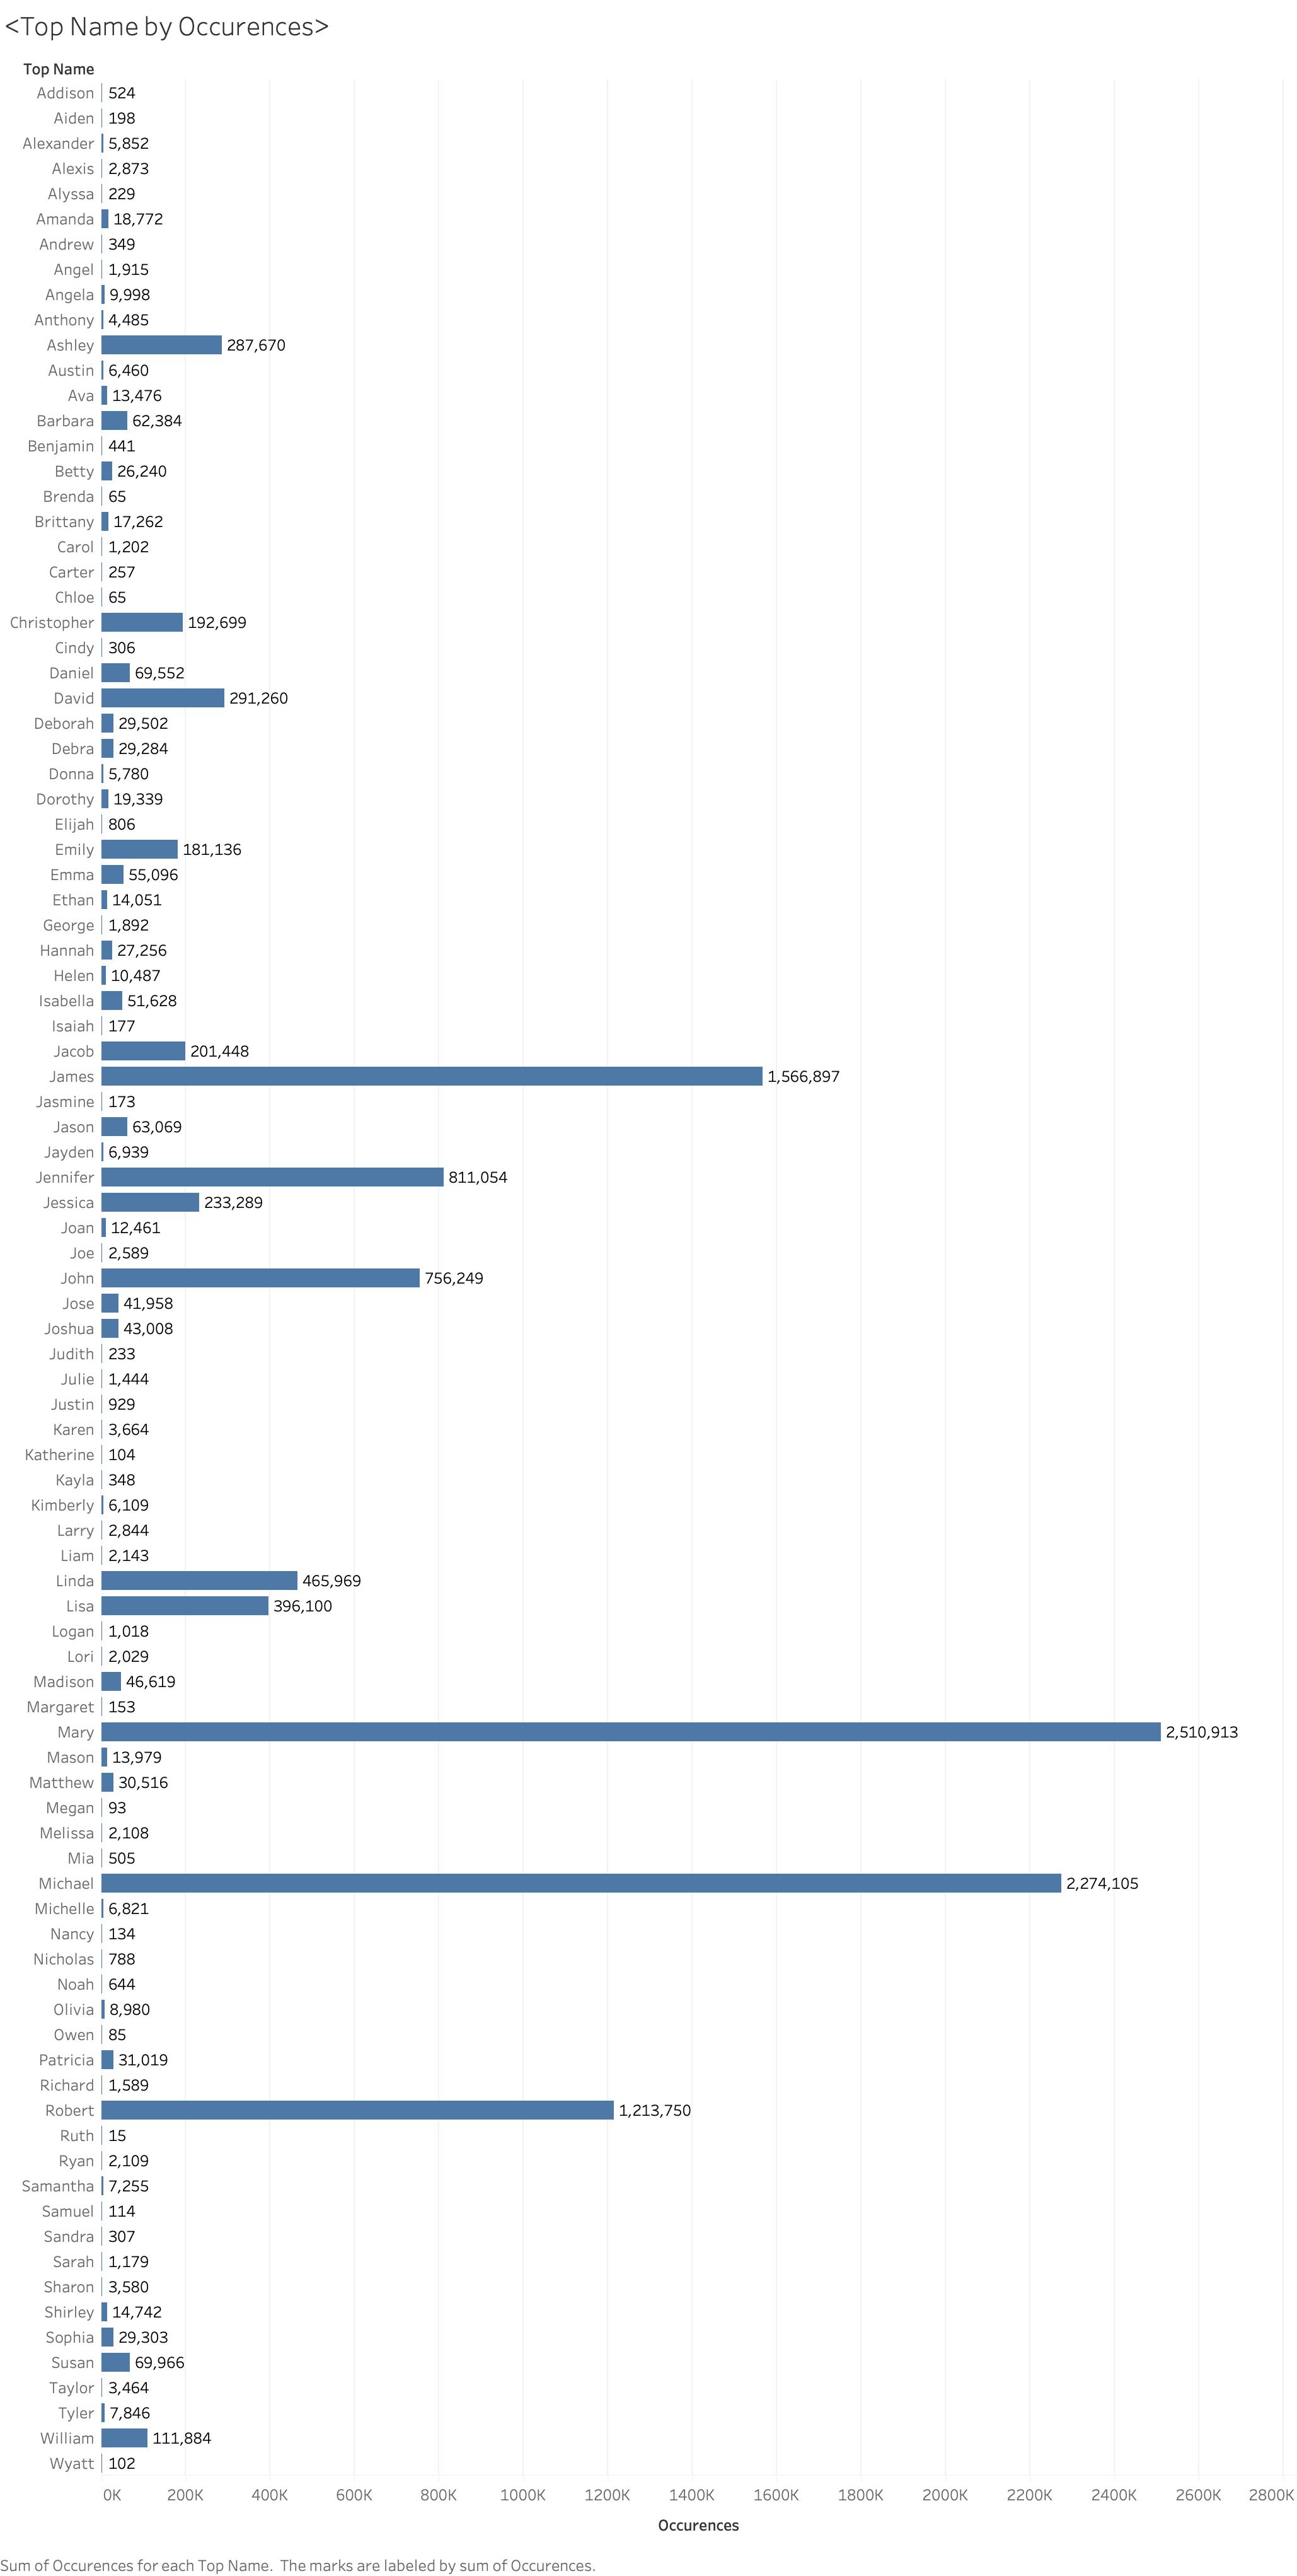 <Top Name by Occurences>
Top Name
Addison 524
Aiden 198
Alexander 5,852
Alexis 2,873
Alyssa 229
Amanda 18,772
Andrew 349
Angel 1,915
Angela 9,998
Anthony 4,485
Ashley 287,670
Austin 6,460
Ava 13,476
Barbara 62,384
Benjamin 441
Betty 26,240
Brenda 65
Brittany 17,262
Carol 1,202
Carter 257
Chloe 65
Christopher 192,699
Cindy 306
Daniel 69,552
David 291,260
Deborah 29,502
Debra 29,284
Donna 5,780
Dorothy 19,339
Elijah 806
Emily 181,136
Emma 55,096
Ethan 14,051
George 1,892
Hannah 27,256
Helen 10,487
Isabella 51,628
Isaiah 177
Jacob 201,448
James 1,566,897
Jasmine 173
Jason 63,069
Jayden 6,939
Jennifer 811,054
Jessica 233,289
Joan 12,461
Joe 2,589
John 756,249
Jose 41,958
Joshua 43,008
Judith 233
Julie 1,444
Justin 929
Karen 3,664
Katherine 104
Kayla 348
Kimberly 6,109
Larry 2,844
Liam 2,143
Linda 465,969
Lisa 396,100
Logan 1,018
Lori 2,029
Madison 46,619
Margaret 153
Mary 2,510,913
Mason 13,979
Matthew 30,516
Megan 93
Melissa 2,108
Mia 505
Michael 2,274,105
Michelle 6,821
Nancy 134
Nicholas 788
Noah 644
Olivia 8,980
Owen 85
Patricia 31,019
Richard 1,589
Robert 1,213,750
Ruth 15
Ryan 2,109
Samantha 7,255
Samuel 114
Sandra 307
Sarah 1,179
Sharon 3,580
Shirley 14,742
Sophia 29,303
Susan 69,966
Taylor 3,464
Tyler 7,846
William 111,884
Wyatt 102
0K 200K 400K 600K 800K 1000K 1200K 1400K 1600K 1800K 2000K 2200K 2400K 2600K 2800K
Occurences
Sum of Occurences for each Top Name.  The marks are labeled by sum of Occurences.